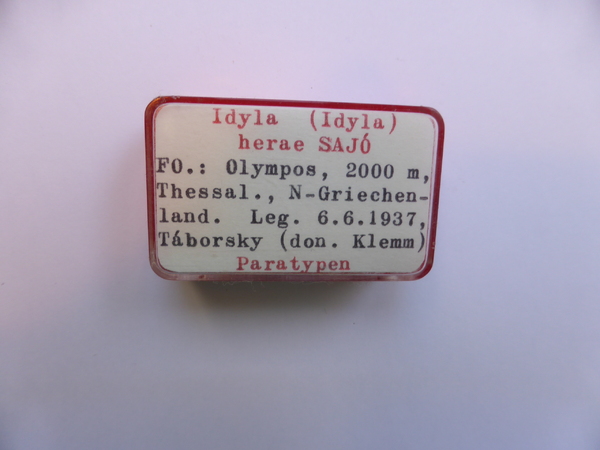 Idyla (Idyla)
herae SAJÓ
FO.: Olympos, 2000 m,
Thessal., N-Griechen-
land. Leg. 6.6.1937,
Táborsky (don. Klemm)
Paratypen